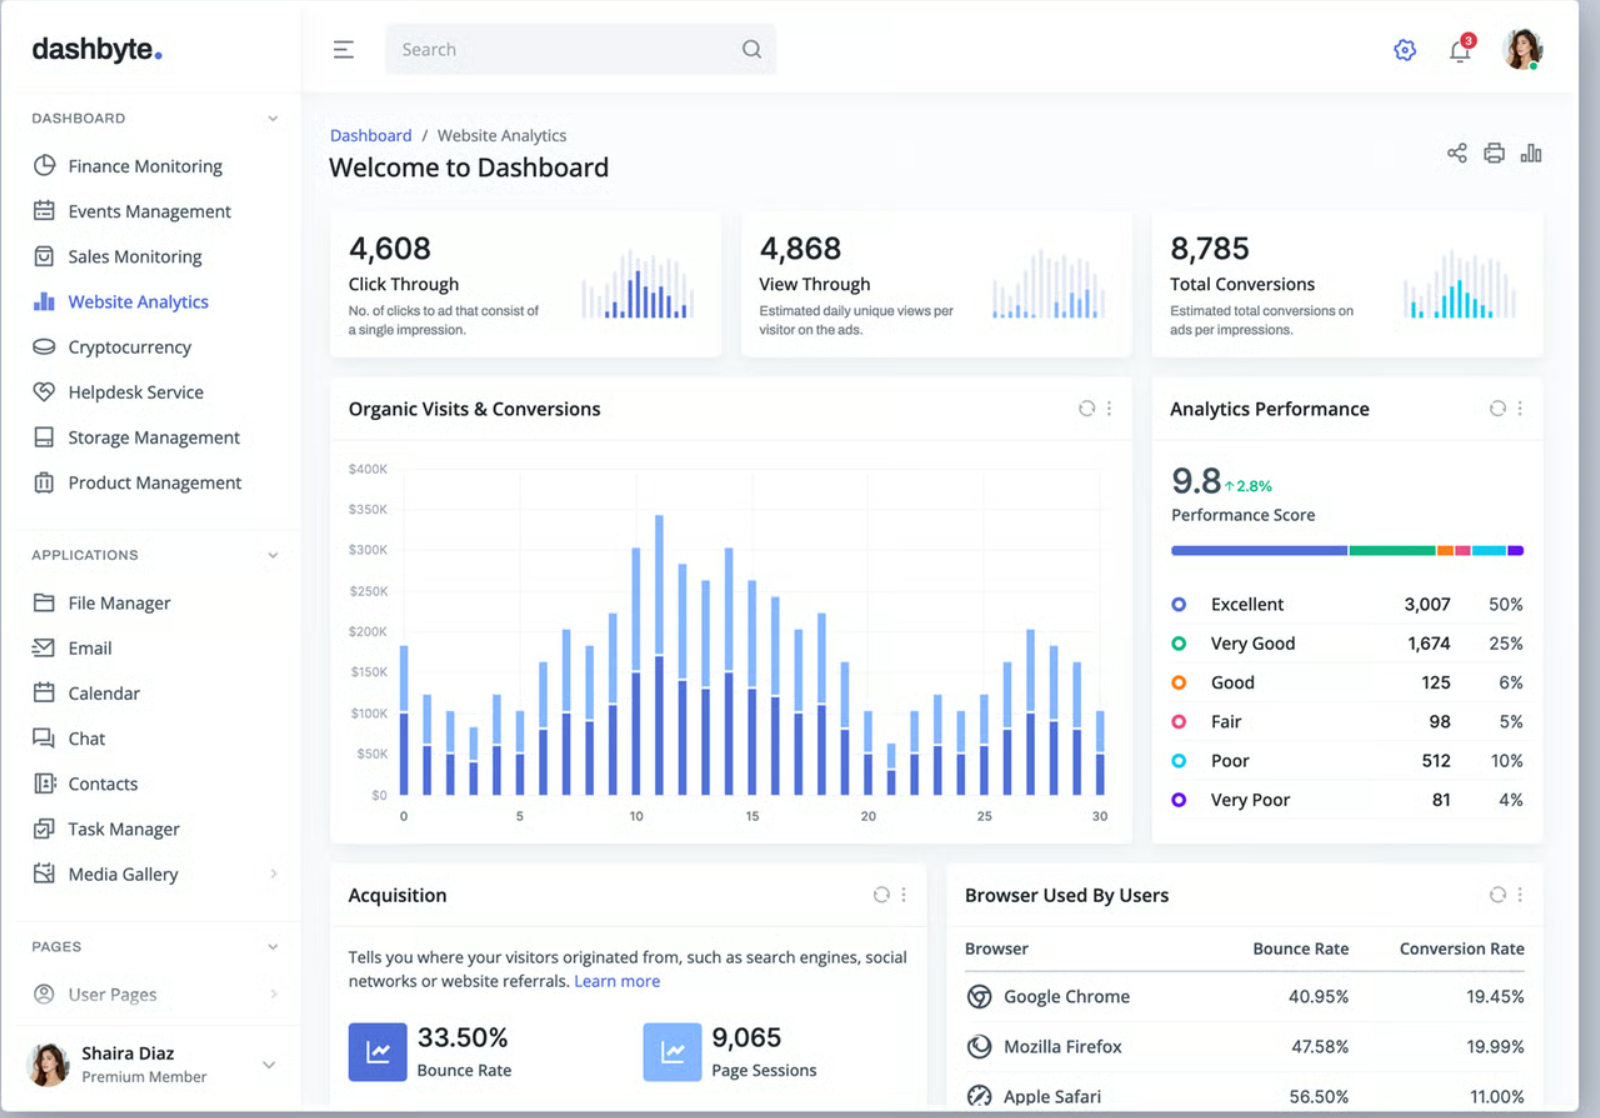 dashbyte.
Search
3
DASHBOARD
Finance Monitoring
Events Management
Sales Monitoring
Website Analytics
Cryptocurrency
Helpdesk Service
Storage Management
Product Management
APPLICATIONS
File Manager
Email
Calendar
Chat
Contacts
Task Manager
Media Gallery
PAGES
User Pages
Shaira Diaz
Premium Member
Dashboard / Website Analytics
Welcome to Dashboard
4,608
Click Through
No. of clicks to ad that consist of
a single impression.
4,868
View Through
Estimated daily unique views per
visitor on the ads.
8,785
Total Conversions
Estimated total conversions on
ads per impressions.
Organic Visits & Conversions
$400K
$350K
$300K
$250K
$200K
$150K
$100K
$50K
$0
0 5 10 15 20 25 30
Analytics Performance
9.8 ↑2.8%
Performance Score
Excellent 3,007 50%
Very Good 1,674 25%
Good 125 6%
Fair 98 5%
Poor 512 10%
Very Poor 81 4%
Acquisition
Tells you where your visitors originated from, such as search engines, social
networks or website referrals. Learn more
33.50%
Bounce Rate
9,065
Page Sessions
Browser Used By Users
Browser Bounce Rate Conversion Rate
Google Chrome 40.95% 19.45%
Mozilla Firefox 47.58% 19.99%
Apple Safari 56.50% 11.00%